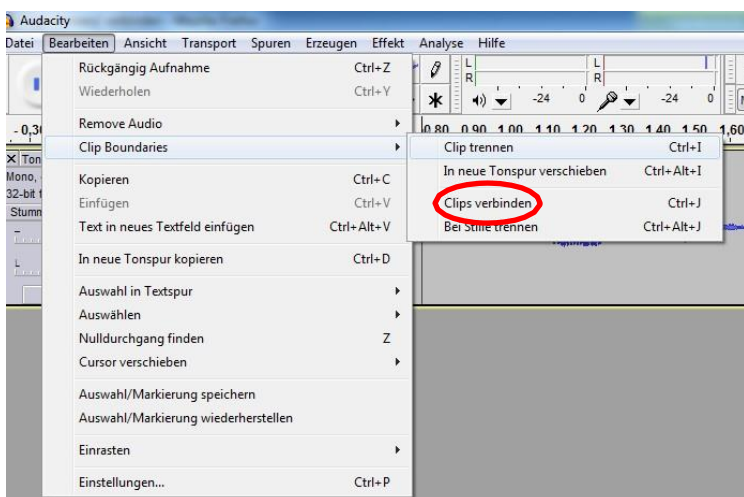 Audacity
Datei Bearbeiten Ansicht Transport Spuren Erzeugen Effekt Analyse Hilfe
Rückgängig Aufnahme Ctrl+Z
Wiederholen Ctrl+Y
Remove Audio
Clip Boundaries
Kopieren Ctrl+C
Einfügen Ctrl+V
Text in neues Textfeld einfügen Ctrl+Alt+V
In neue Tonspur kopieren Ctrl+D
Auswahl in Textspur
Auswählen
Nulldurchgang finden Z
Cursor verschieben
Auswahl/Markierung speichern
Auswahl/Markierung wiederherstellen
Einrasten
Einstellungen... Ctrl+P
Clip trennen Ctrl+I
In neue Tonspur verschieben Ctrl+Alt+I
Clips verbinden Ctrl+J
Bei Stille trennen Ctrl+Alt+J
L L
R R
-24 0 -24 0
0,80 0,90 1,00 1,10 1,20 1,30 1,40 1,50 1,60
Ton
Mono,
32-bit
Stumm
-
L